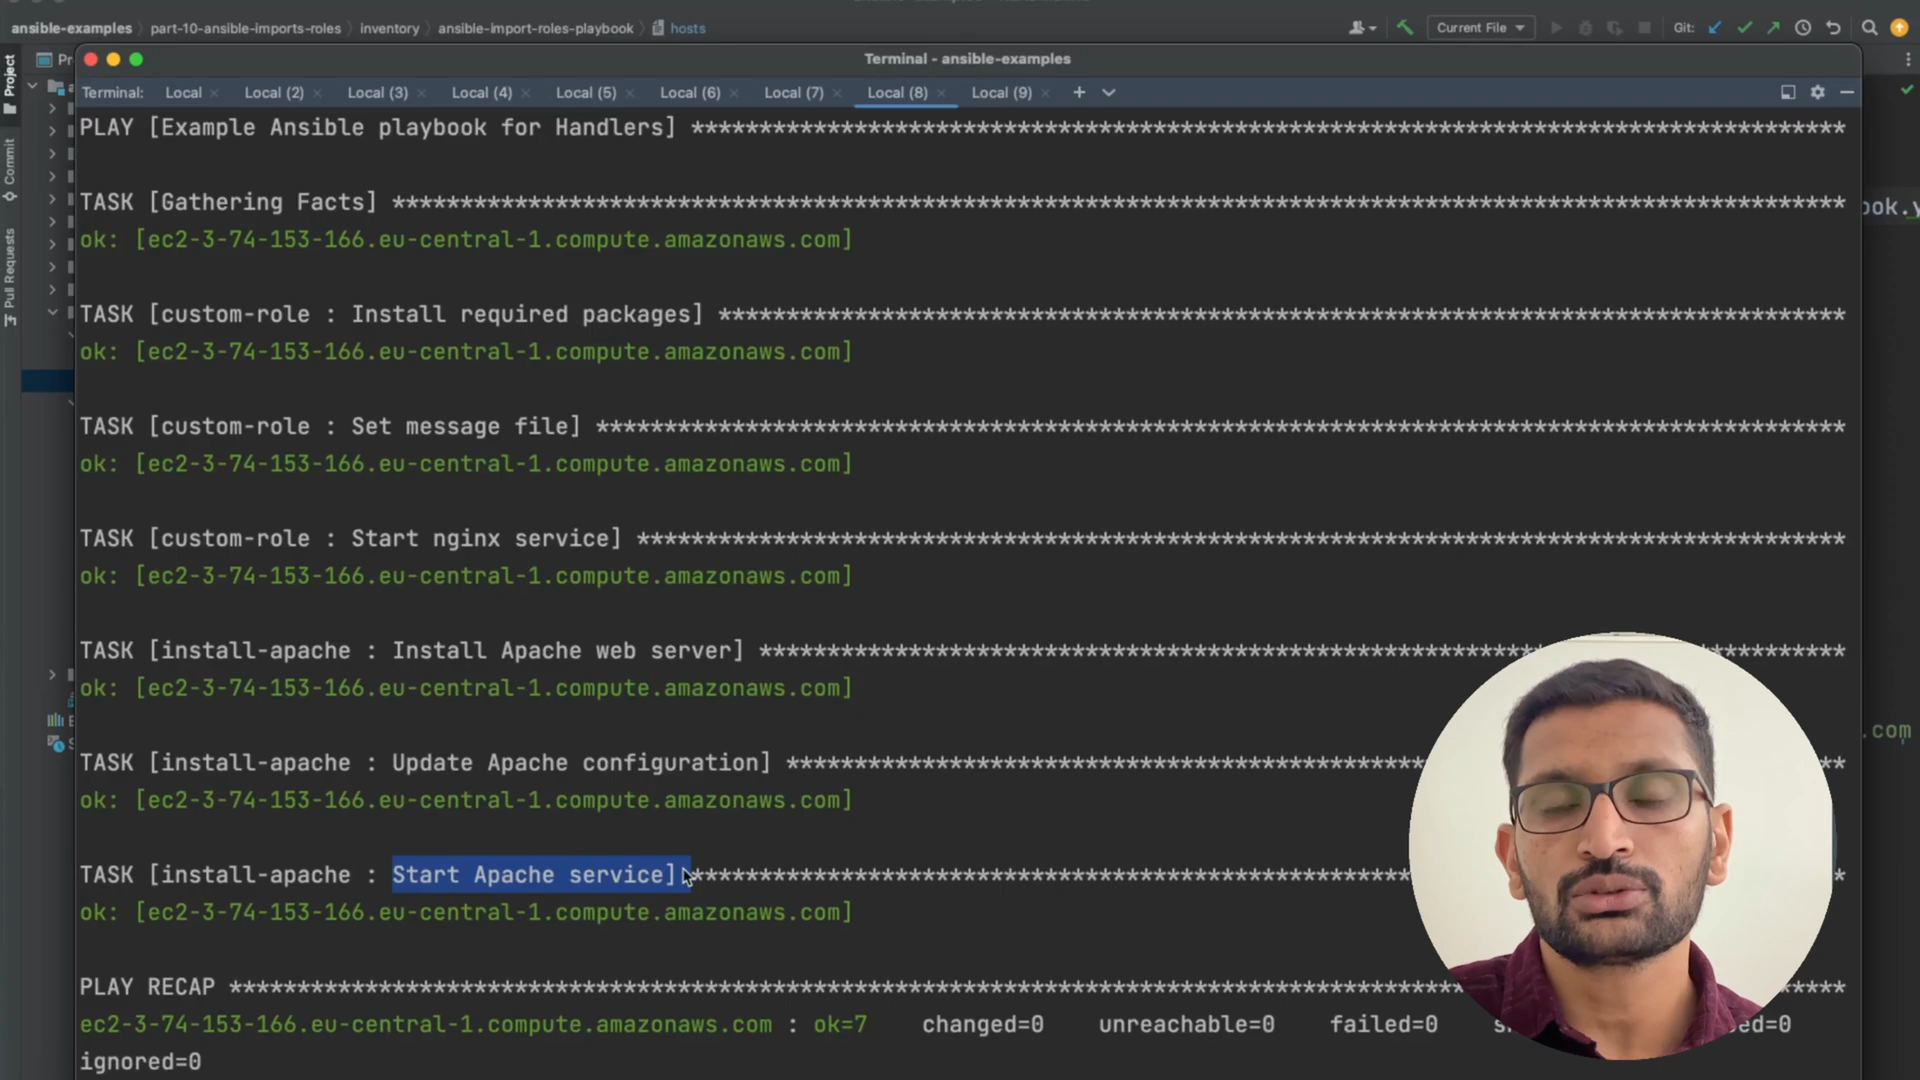 ansible-examples > part-10-ansible-imports-roles > inventory > ansible-import-roles-playbook > hosts
Current File
Git:
Terminal - ansible-examples
Terminal: Local × Local (2) × Local (3) × Local (4) × Local (5) × Local (6) × Local (7) × Local (8) × Local (9) × +
Project
Commit
Pull Requests
PLAY [Example Ansible playbook for Handlers] *************************************************************************************
TASK [Gathering Facts] ***********************************************************************************************************
ok: [ec2-3-74-153-166.eu-central-1.compute.amazonaws.com]
TASK [custom-role : Install required packages] ***********************************************************************************
ok: [ec2-3-74-153-166.eu-central-1.compute.amazonaws.com]
TASK [custom-role : Set message file] ********************************************************************************************
ok: [ec2-3-74-153-166.eu-central-1.compute.amazonaws.com]
TASK [custom-role : Start nginx service] *****************************************************************************************
ok: [ec2-3-74-153-166.eu-central-1.compute.amazonaws.com]
TASK [install-apache : Install Apache web server] ********************************************************************************
ok: [ec2-3-74-153-166.eu-central-1.compute.amazonaws.com]
TASK [install-apache : Update Apache configuration] ******************************************************************************
ok: [ec2-3-74-153-166.eu-central-1.compute.amazonaws.com]
TASK [install-apache : Start Apache service] *************************************************************************************
ok: [ec2-3-74-153-166.eu-central-1.compute.amazonaws.com]
PLAY RECAP ***********************************************************************************************************************
ec2-3-74-153-166.eu-central-1.compute.amazonaws.com : ok=7 changed=0 unreachable=0 failed=0
ignored=0
ook.y
.com